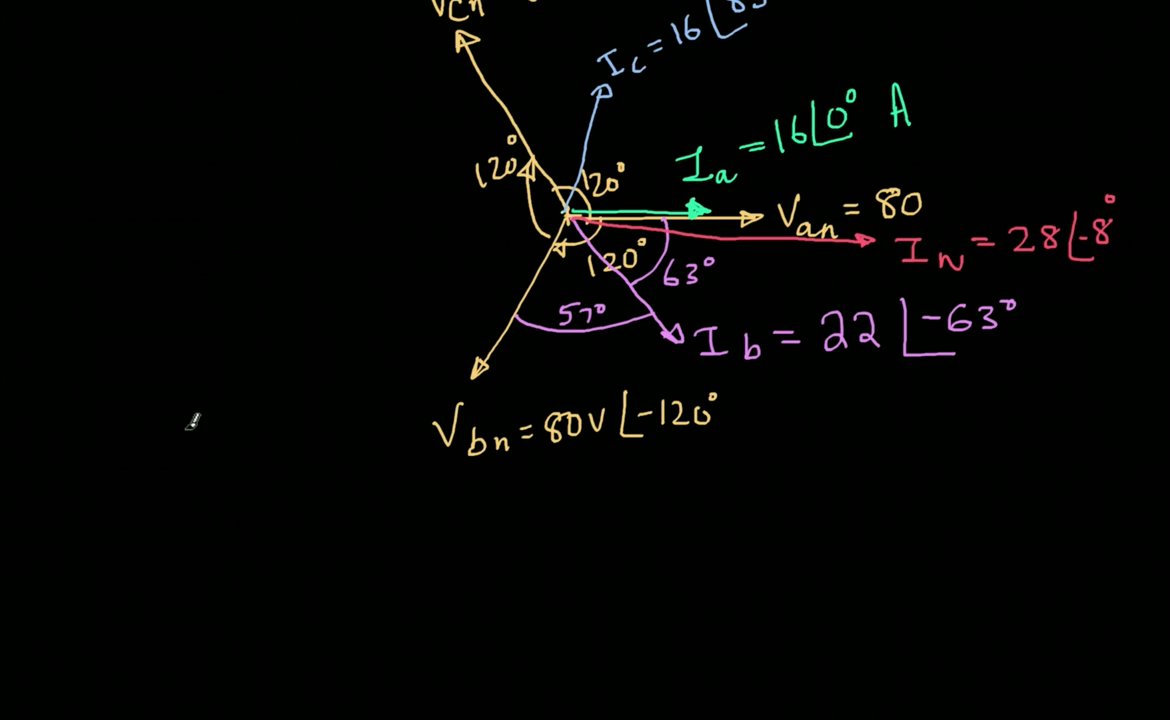 Vcn
Ic = 16
Ia = 16∠0° A
120°
120°
Van = 80
IN = 28∠-8°
120°
63°
57°
Ib = 22∠-63°
Vbn = 80V∠-120°